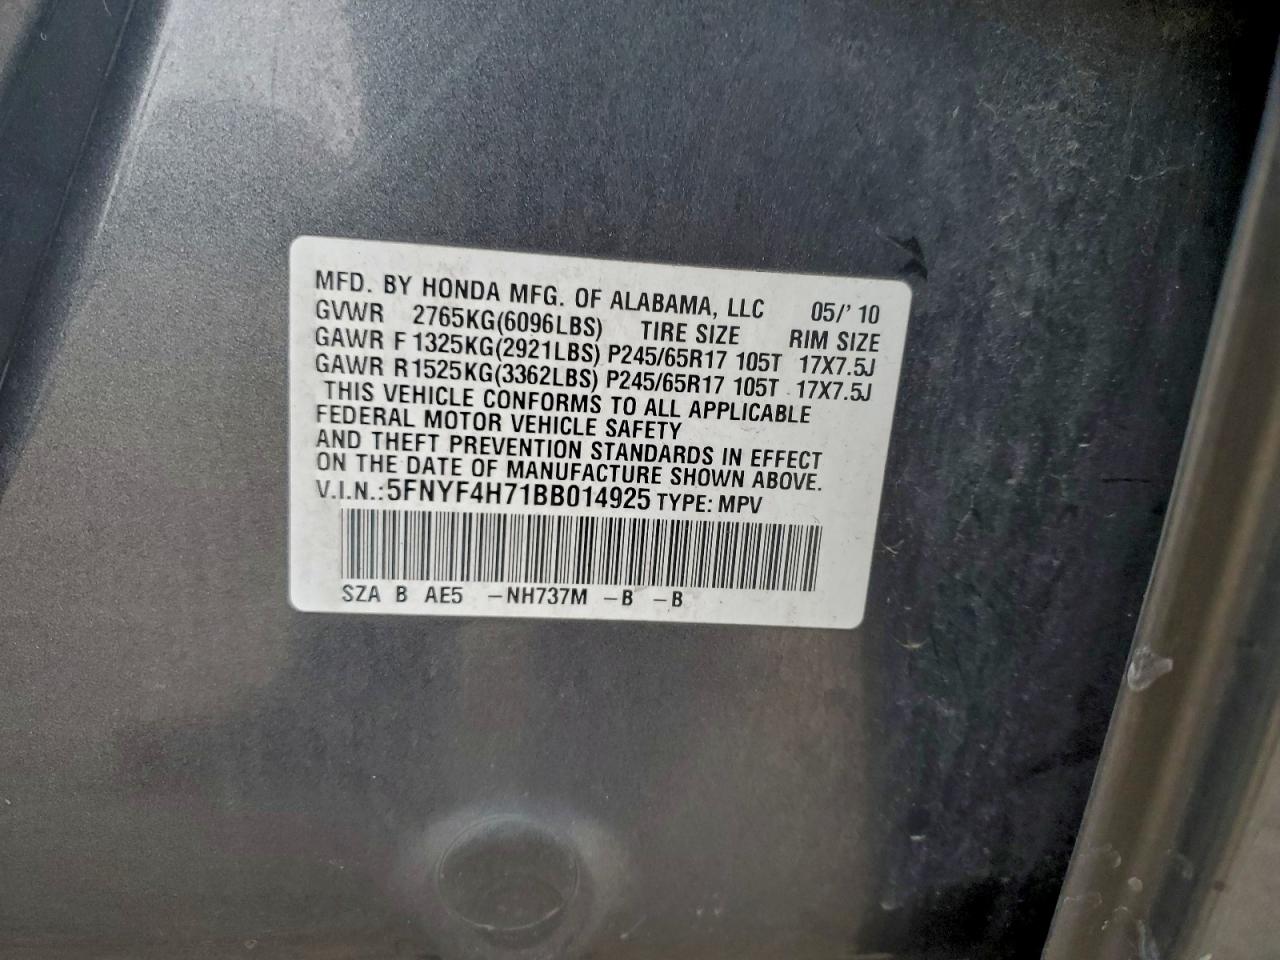 MFD. BY HONDA MFG. OF ALABAMA, LLC 05/' 10
GVWR 2765KG(6096LBS) TIRE SIZE RIM SIZE
GAWR F 1325KG(2921LBS) P245/65R17 105T 17X7.5J
GAWR R1525KG(3362LBS) P245/65R17 105T 17X7.5J
THIS VEHICLE CONFORMS TO ALL APPLICABLE
FEDERAL MOTOR VEHICLE SAFETY
AND THEFT PREVENTION STANDARDS IN EFFECT
ON THE DATE OF MANUFACTURE SHOWN ABOVE.
V.I.N.:5FNYF4H71BB014925 TYPE: MPV
SZA B AE5 -NH737M -B -B